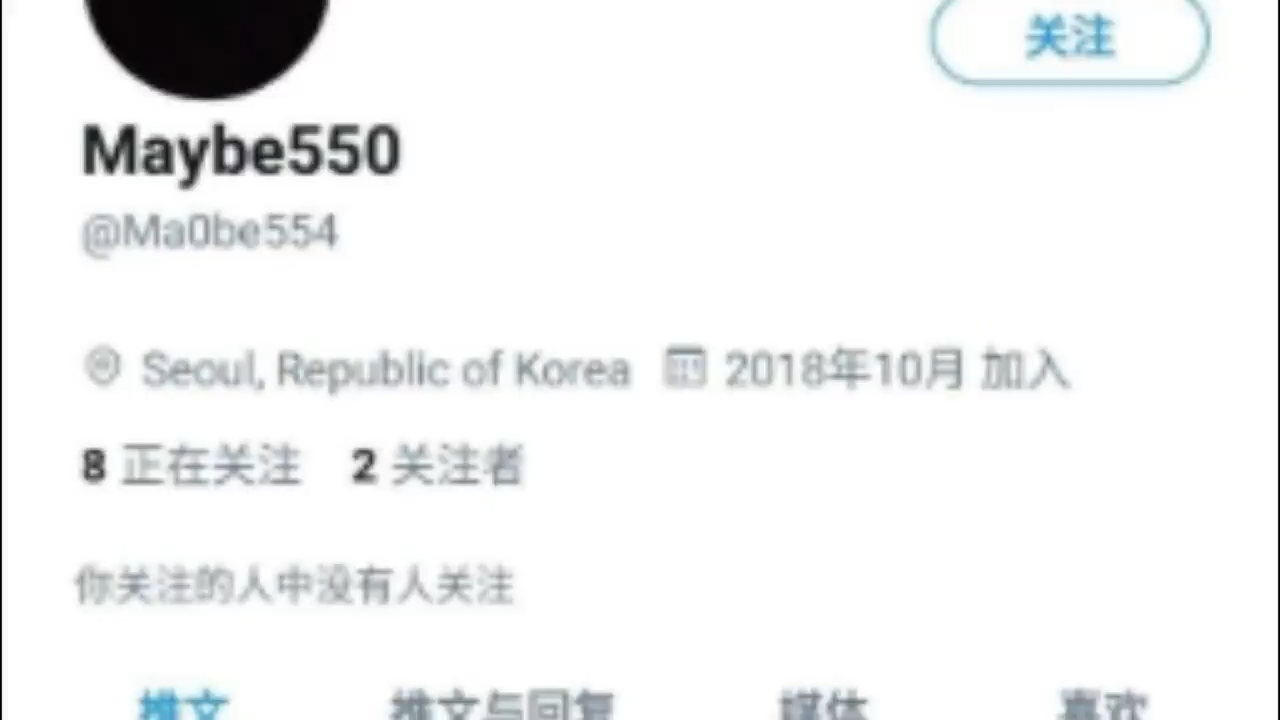 关注
Maybe550
@Ma0be554
Seoul, Republic of Korea 2018年10月 加入
8 正在关注 2 关注者
你关注的人中没有人关注
推文 推文与回复 媒体 喜欢